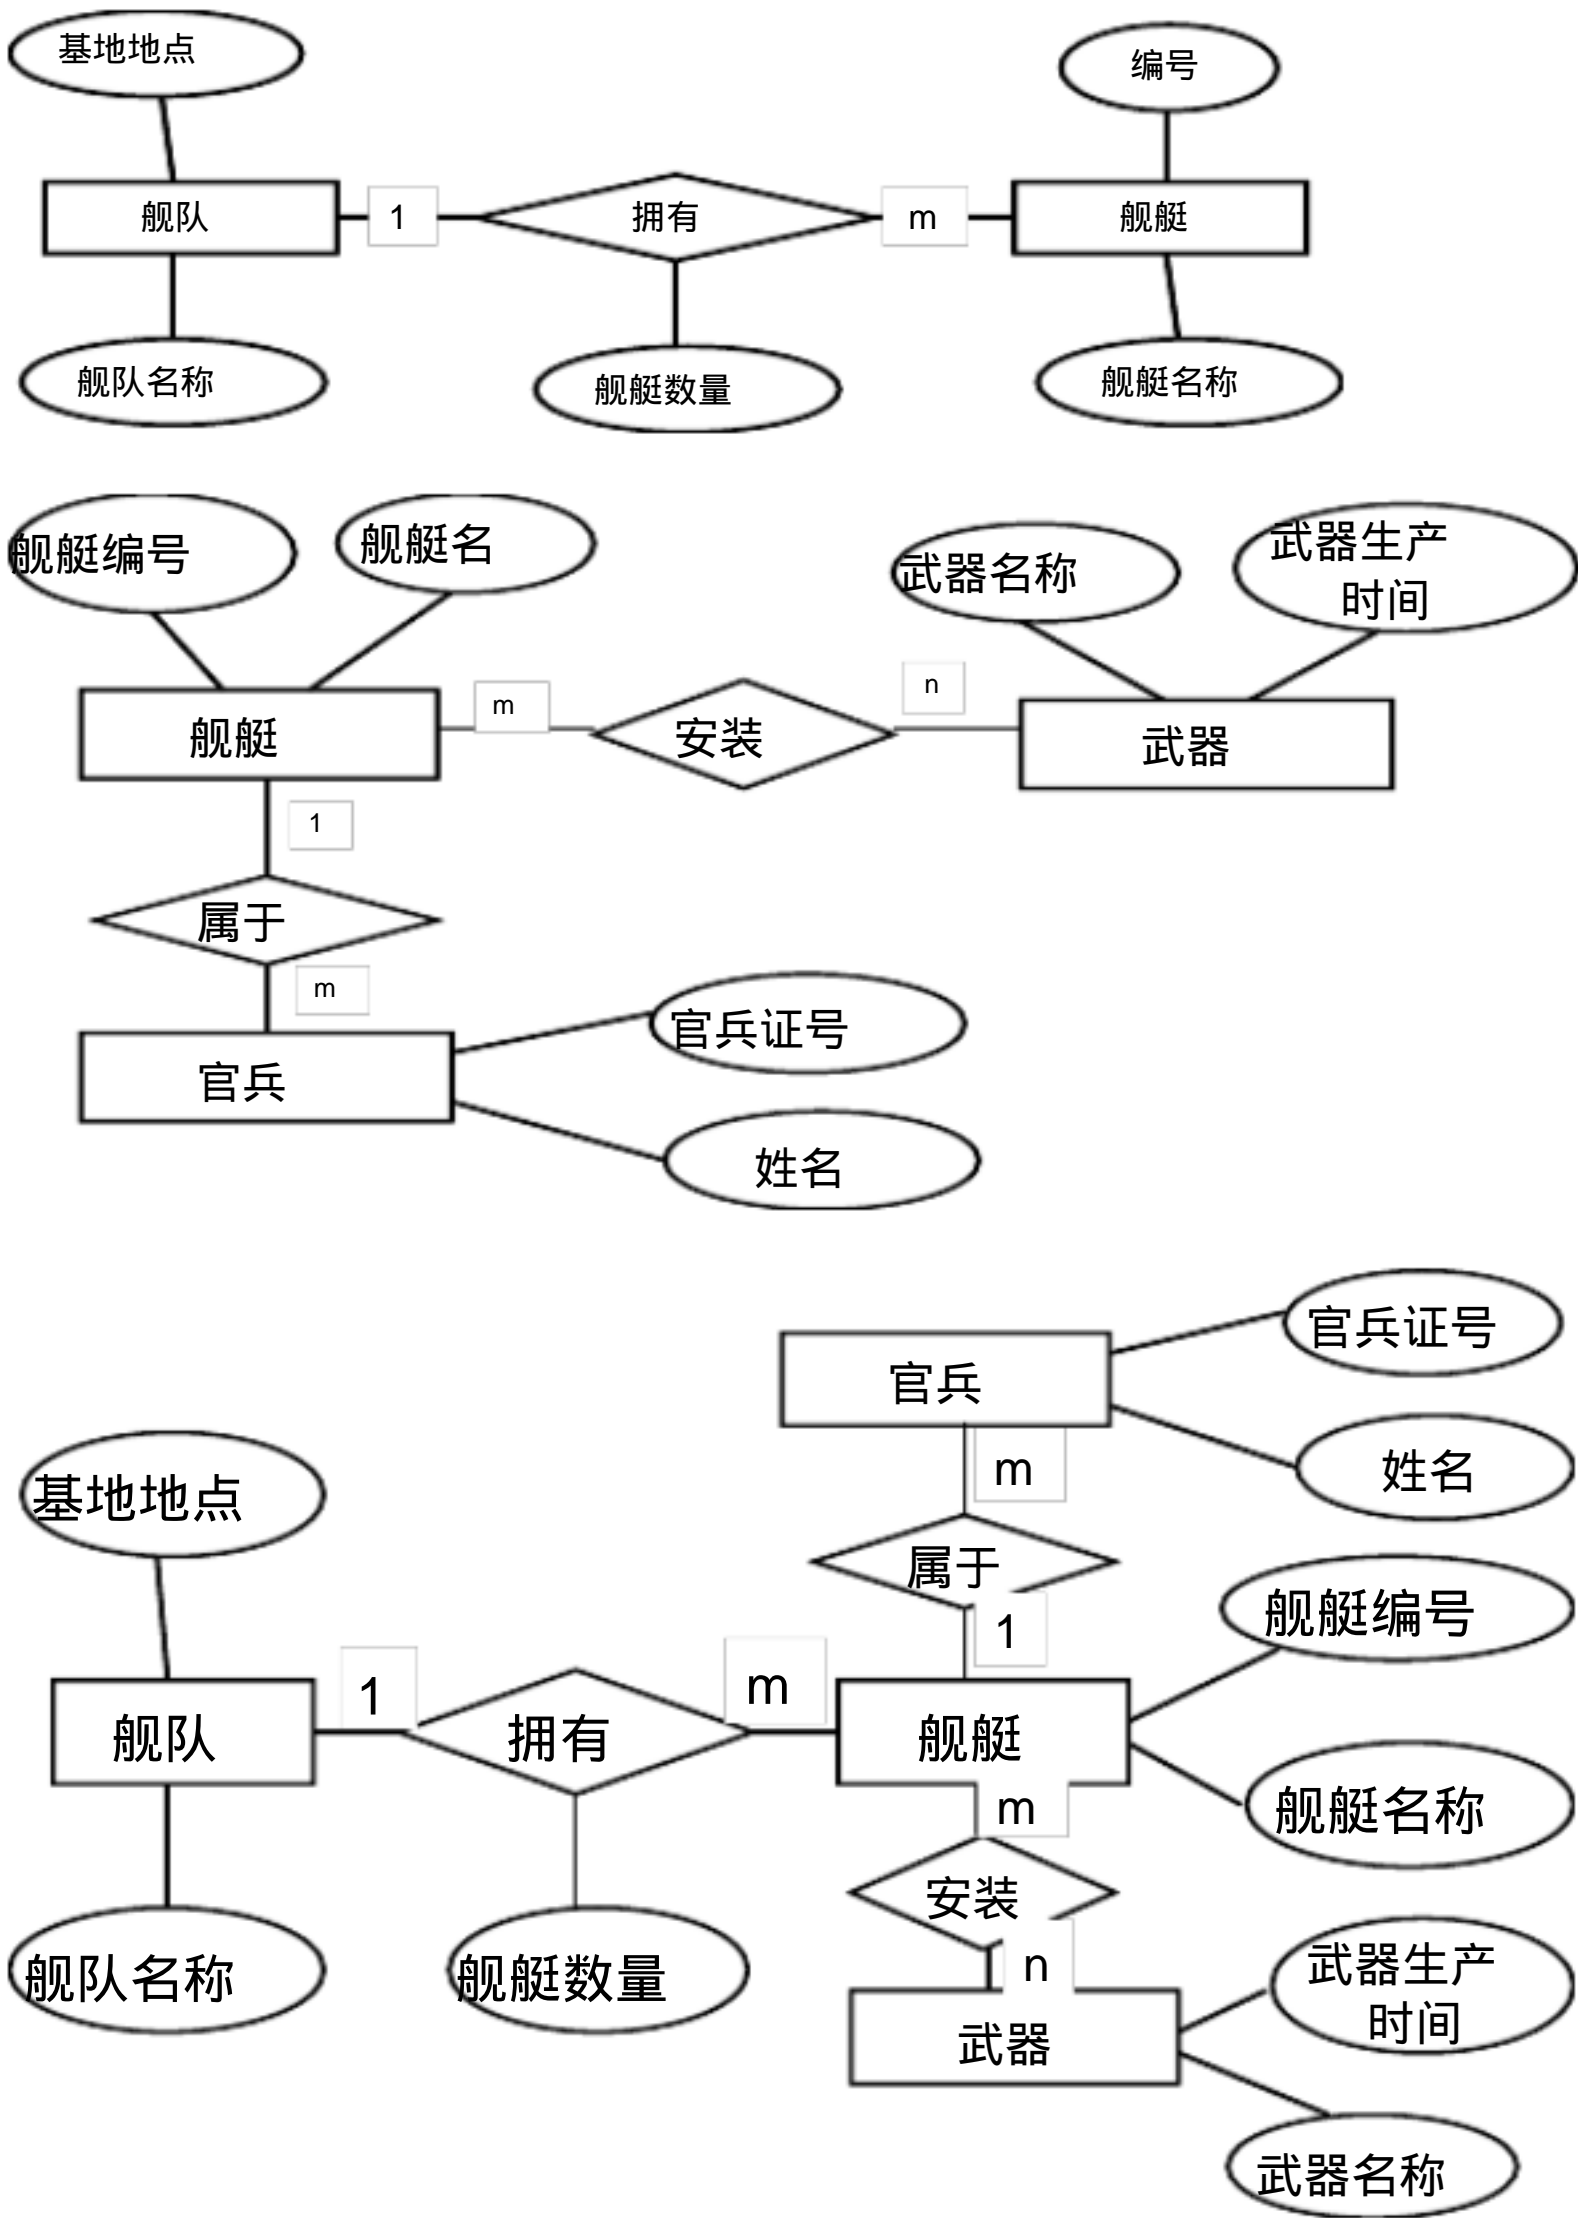 基地地点
编号
舰队
1
拥有
m
舰艇
舰队名称
舰艇数量
舰艇名称
舰艇编号
舰艇名
武器名称
武器生产
时间
舰艇
m
安装
n
武器
1
属于
m
官兵
官兵证号
姓名
官兵
官兵证号
姓名
m
属于
1
基地地点
舰艇编号
舰队
1
拥有
m
舰艇
舰艇名称
m
安装
n
舰队名称
舰艇数量
武器生产
时间
武器
武器名称